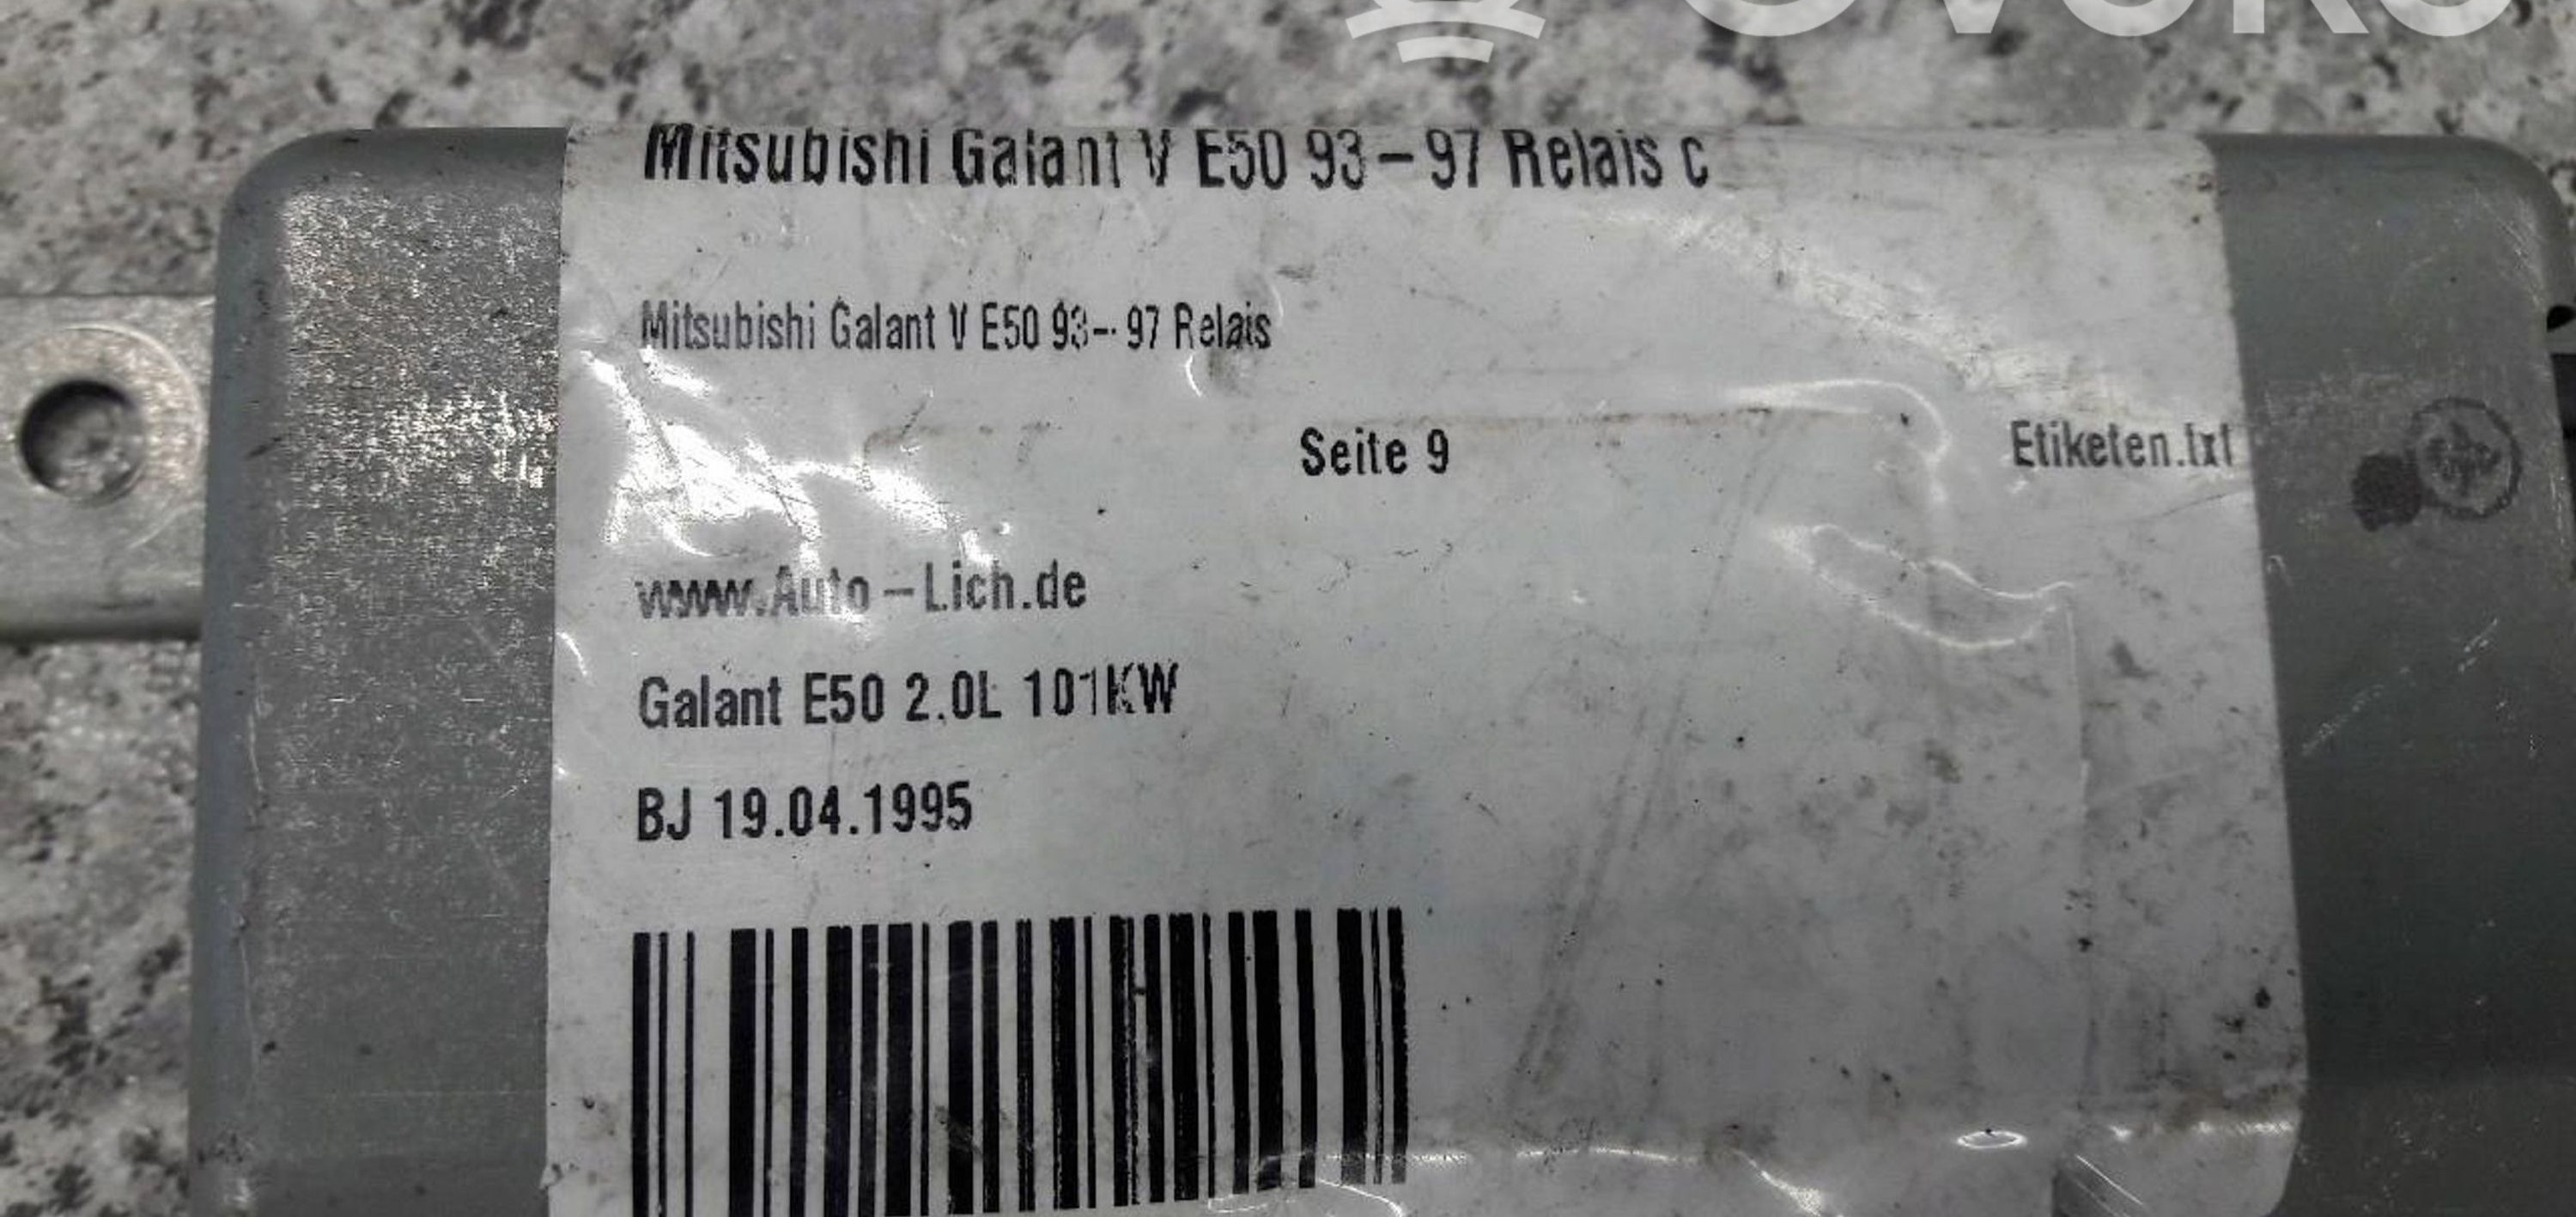 Mitsubishi Galant V E50 93-97 Relais c
Mitsubishi Galant V E50 93-97 Relais
Seite 9 Etiketen.txt
www.Auto-Lich.de
Galant E50 2.0L 101KW
BJ 19.04.1995